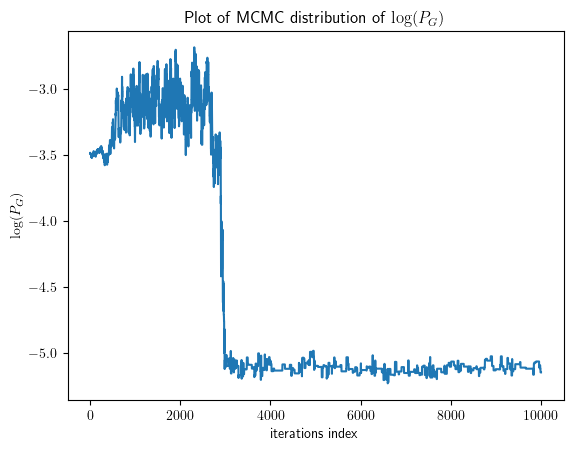 Plot of MCMC distribution of log(P_G)
log(P_G)
−3.0
−3.5
−4.0
−4.5
−5.0
0 2000 4000 6000 8000 10000
iterations index